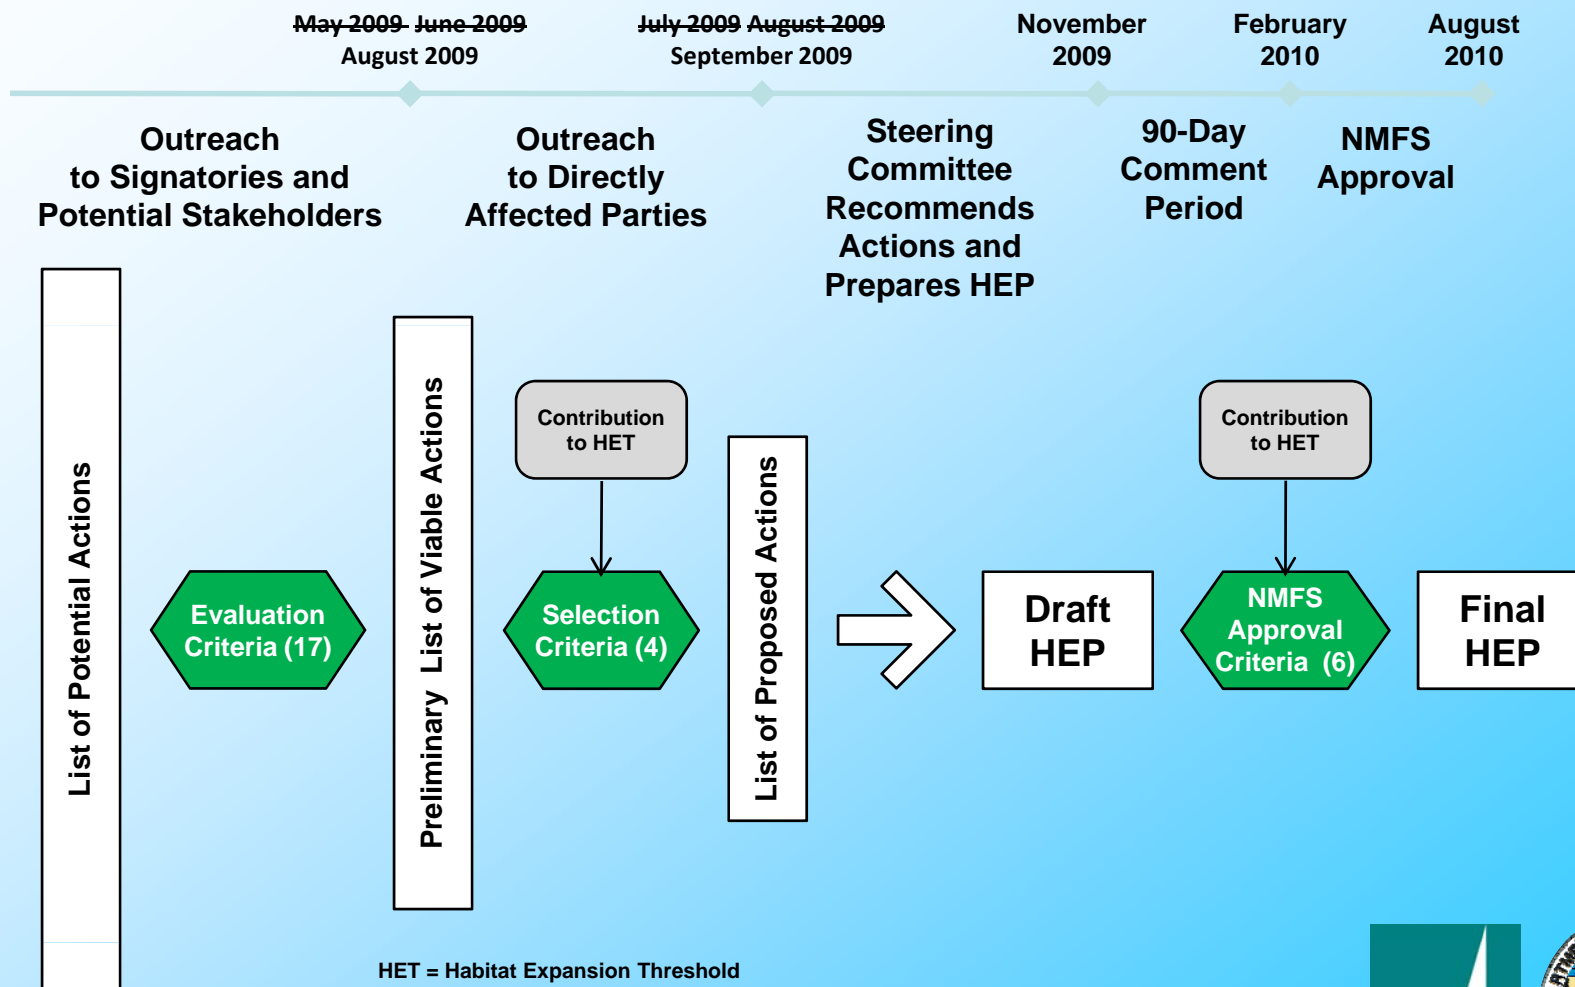 May 2009 June 2009
August 2009
July 2009 August 2009
September 2009
November
2009
February
2010
August
2010
Outreach
to Signatories and
Potential Stakeholders
Outreach
to Directly
Affected Parties
Steering
Committee
Recommends
Actions and
Prepares HEP
90-Day
Comment
Period
NMFS
Approval
List of Potential Actions
Evaluation
Criteria (17)
Preliminary List of Viable Actions
Contribution
to HET
Selection
Criteria (4)
List of Proposed Actions
Draft
HEP
Contribution
to HET
NMFS
Approval
Criteria (6)
Final
HEP
HET = Habitat Expansion Threshold